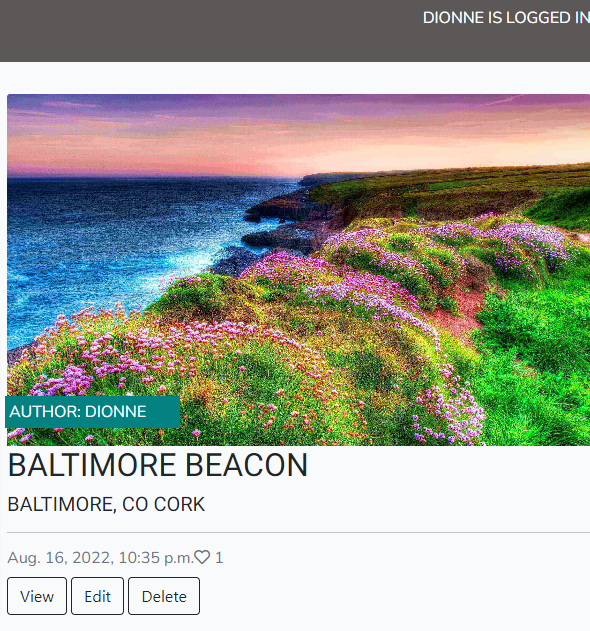 DIONNE IS LOGGED IN
AUTHOR: DIONNE
BALTIMORE BEACON
BALTIMORE, CO CORK
Aug. 16, 2022, 10:35 p.m. 1
View Edit Delete